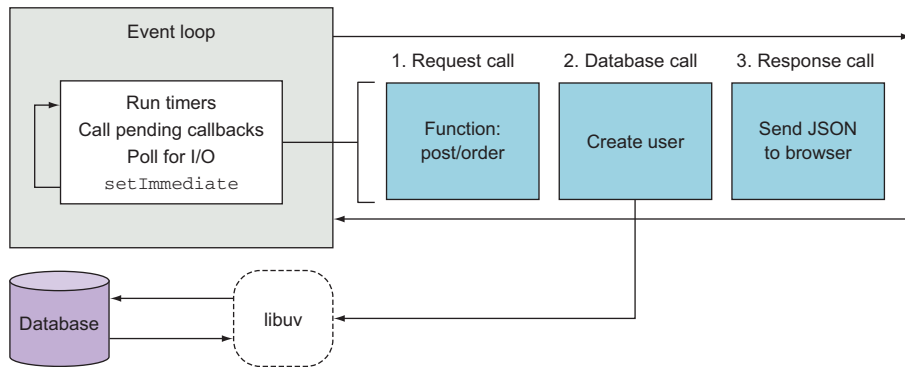 Event loop
Run timers
Call pending callbacks
Poll for I/O
setImmediate
1. Request call
2. Database call
3. Response call
Function:
post/order
Create user
Send JSON
to browser
Database
libuv